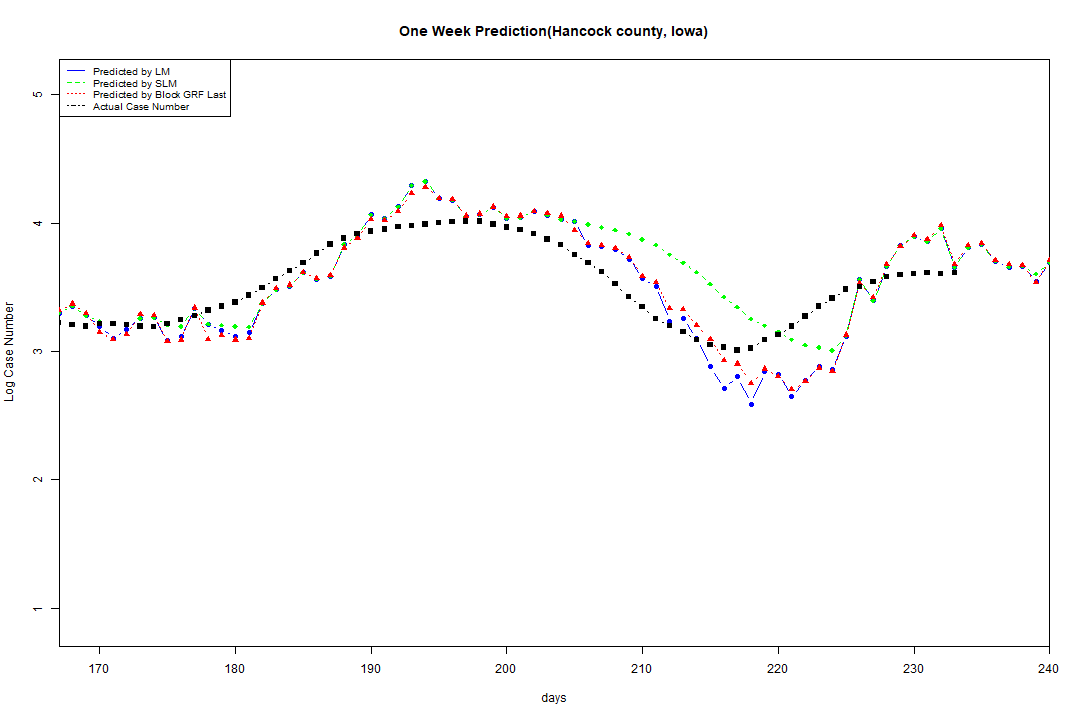 One Week Prediction(Hancock county, Iowa)
Predicted by LM
Predicted by SLM
Predicted by Block GRF Last
Actual Case Number
5
4
3
2
1
Log Case Number
170 180 190 200 210 220 230 240
days